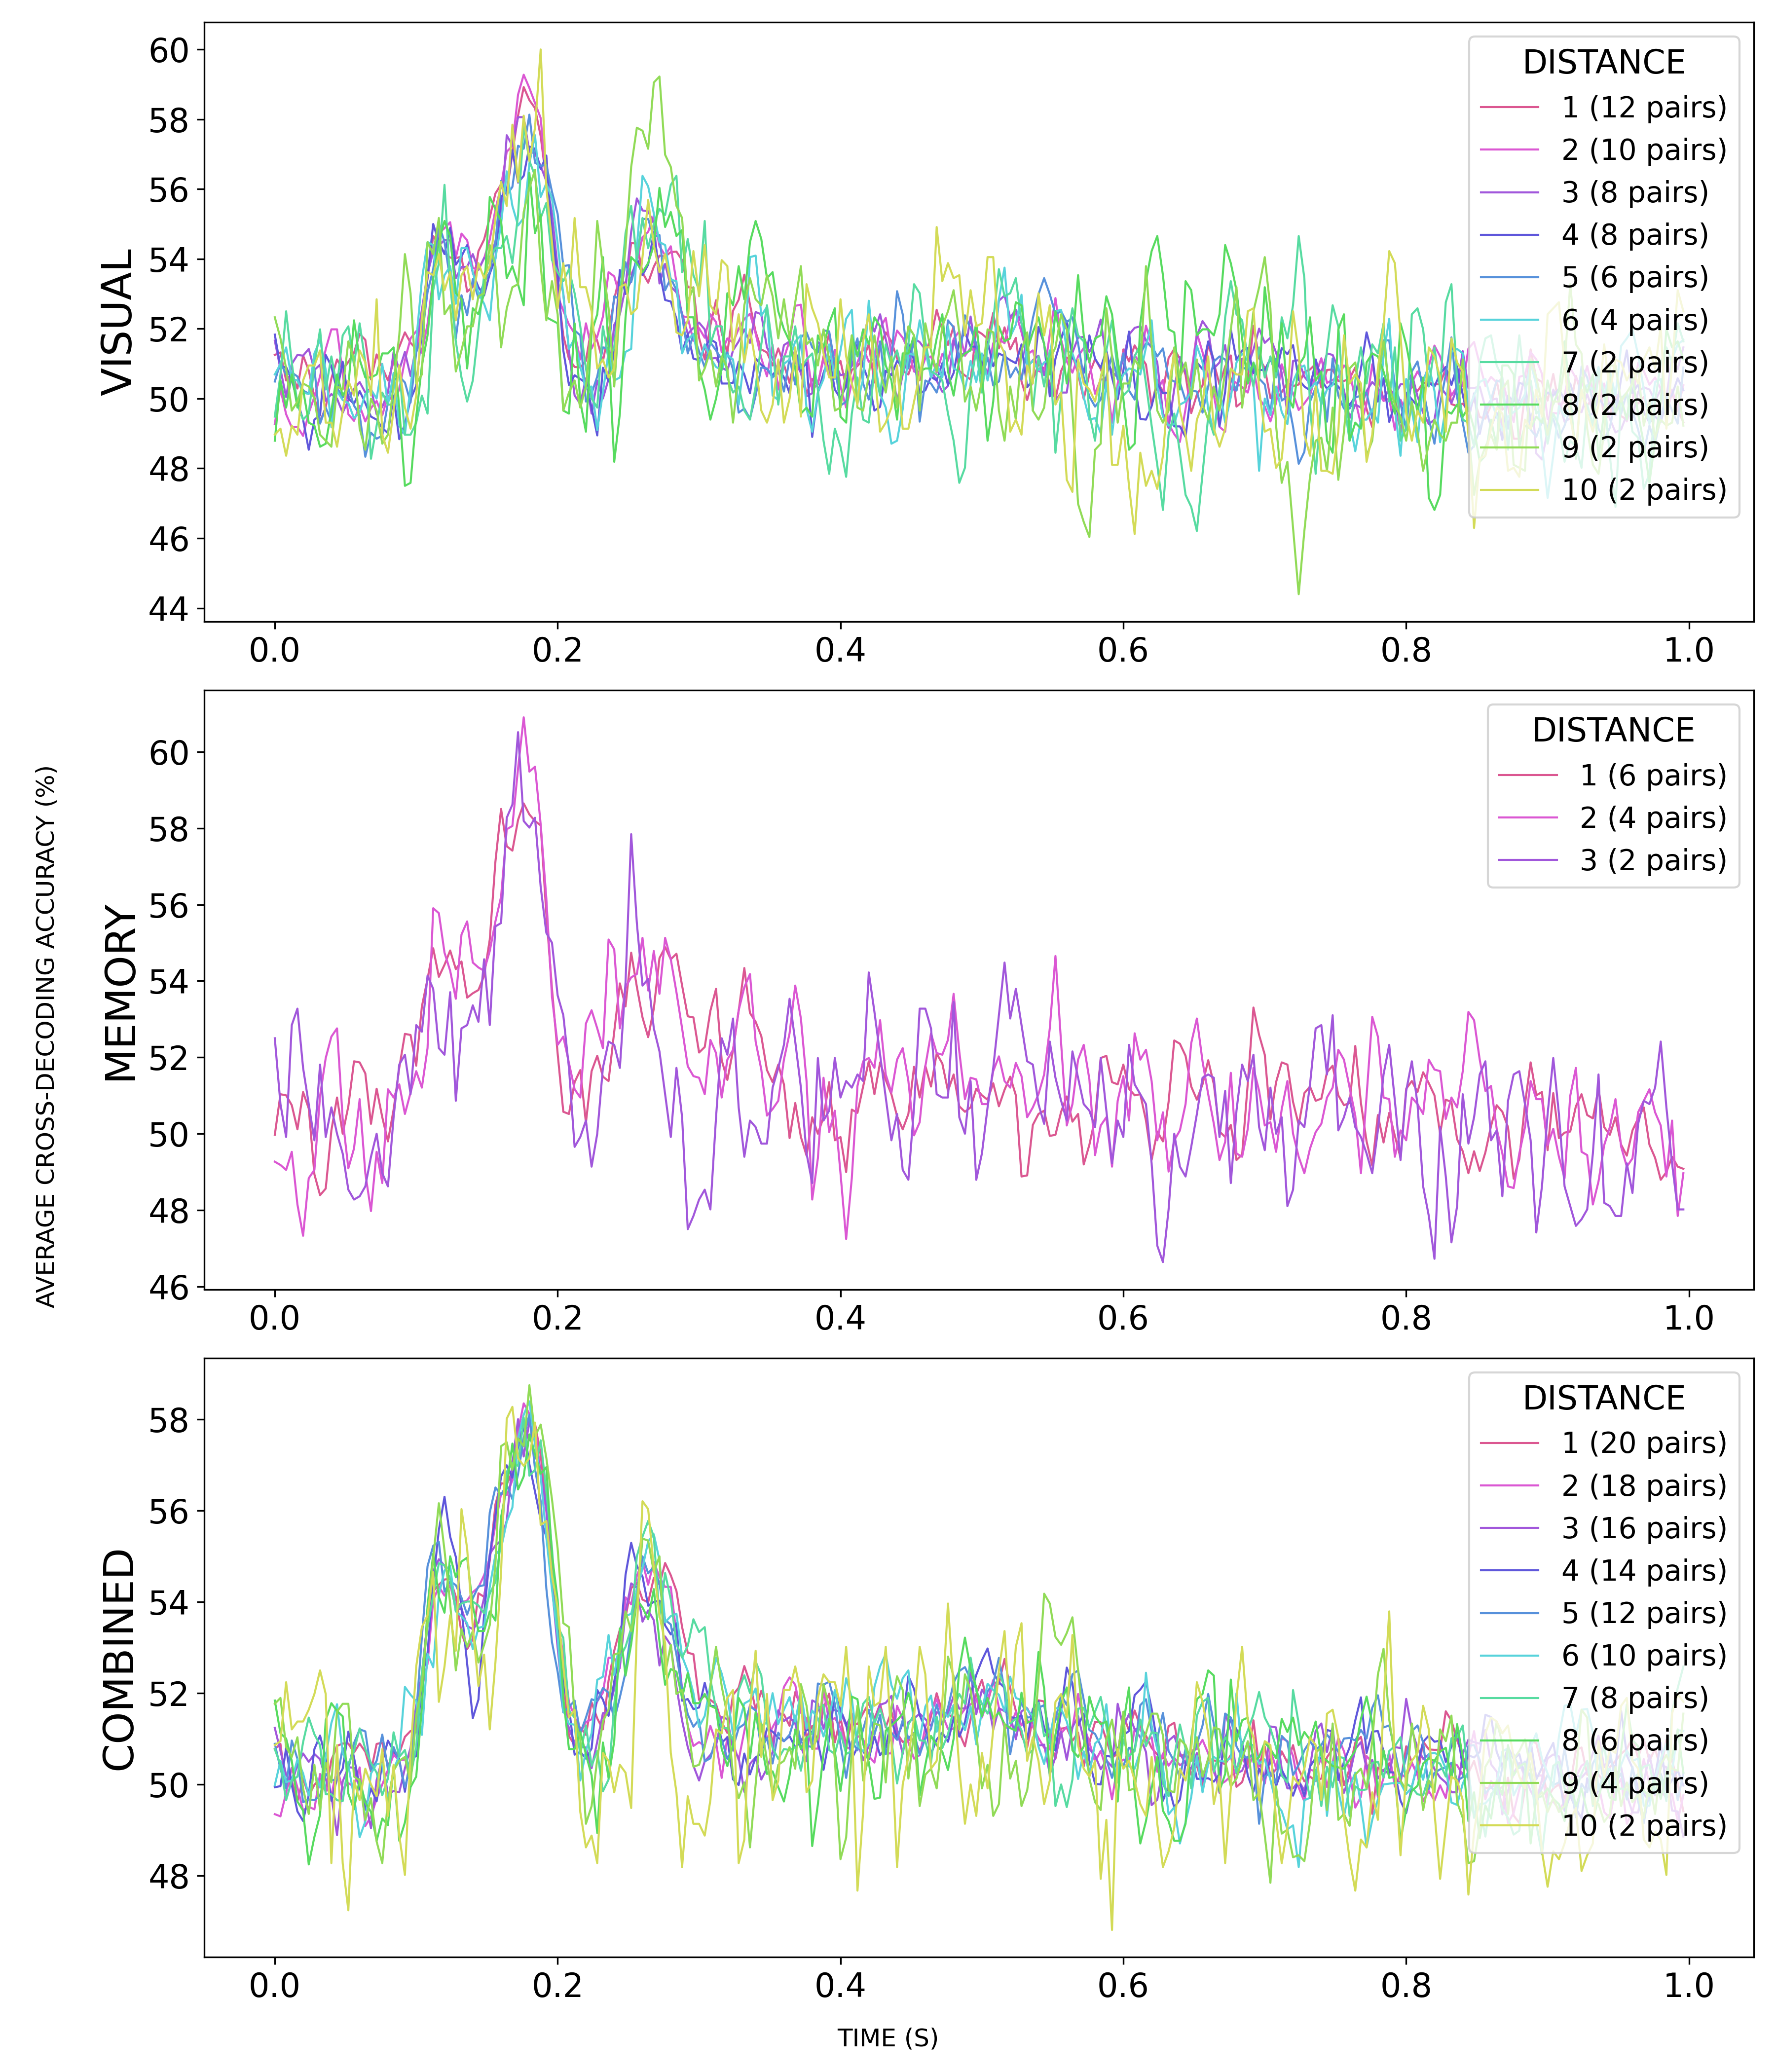 AVERAGE CROSS-DECODING ACCURACY (%)
VISUAL
60
58
56
54
52
50
48
46
44
0.0 0.2 0.4 0.6 0.8 1.0
DISTANCE
1 (12 pairs)
2 (10 pairs)
3 (8 pairs)
4 (8 pairs)
5 (6 pairs)
6 (4 pairs)
7 (2 pairs)
8 (2 pairs)
9 (2 pairs)
10 (2 pairs)
MEMORY
60
58
56
54
52
50
48
46
0.0 0.2 0.4 0.6 0.8 1.0
DISTANCE
1 (6 pairs)
2 (4 pairs)
3 (2 pairs)
COMBINED
58
56
54
52
50
48
0.0 0.2 0.4 0.6 0.8 1.0
DISTANCE
1 (20 pairs)
2 (18 pairs)
3 (16 pairs)
4 (14 pairs)
5 (12 pairs)
6 (10 pairs)
7 (8 pairs)
8 (6 pairs)
9 (4 pairs)
10 (2 pairs)
TIME (S)